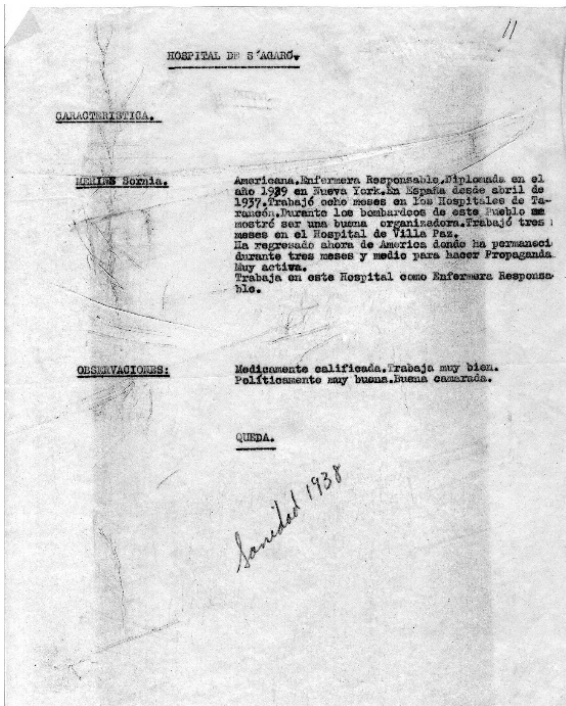 11
HOSPITAL DE S'AGARÓ.
CARACTERISTICA.
MERINS Sornia. Americana.Enfermera Responsable.Diplomada en el
año 1929 en Nueva York.En España desde abril de
1937.Trabajó ocho meses en los Hospitales de Ta-
rancón.Durante los bombardeos de este Pueblo me
mostró ser una buena organizadora.Trabajó tres
meses en el Hospital de Villa Paz.
Ha regresado ahora de America donde ha permaneci
durante tres meses y medio para hacer Propaganda
Muy activa.
Trabaja en este Hospital como Enfermera Responsa-
ble.
OBSERVACIONES: Medicamente calificada.Trabaja muy bien.
Políticamente muy buena.Buena camarada.
QUEDA.
Sanidad 1938